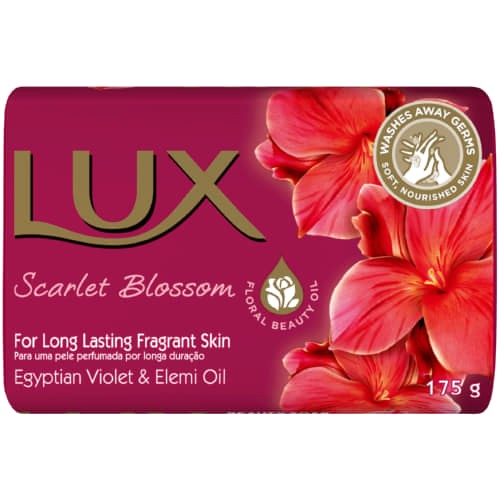 LUX
WASHES AWAY GERMS
SOFT, NOURISHED SKIN
Scarlet Blossom
FLORAL BEAUTY OIL
For Long Lasting Fragrant Skin
Para uma pele perfumada por longa duração
Egyptian Violet & Elemi Oil
175 g